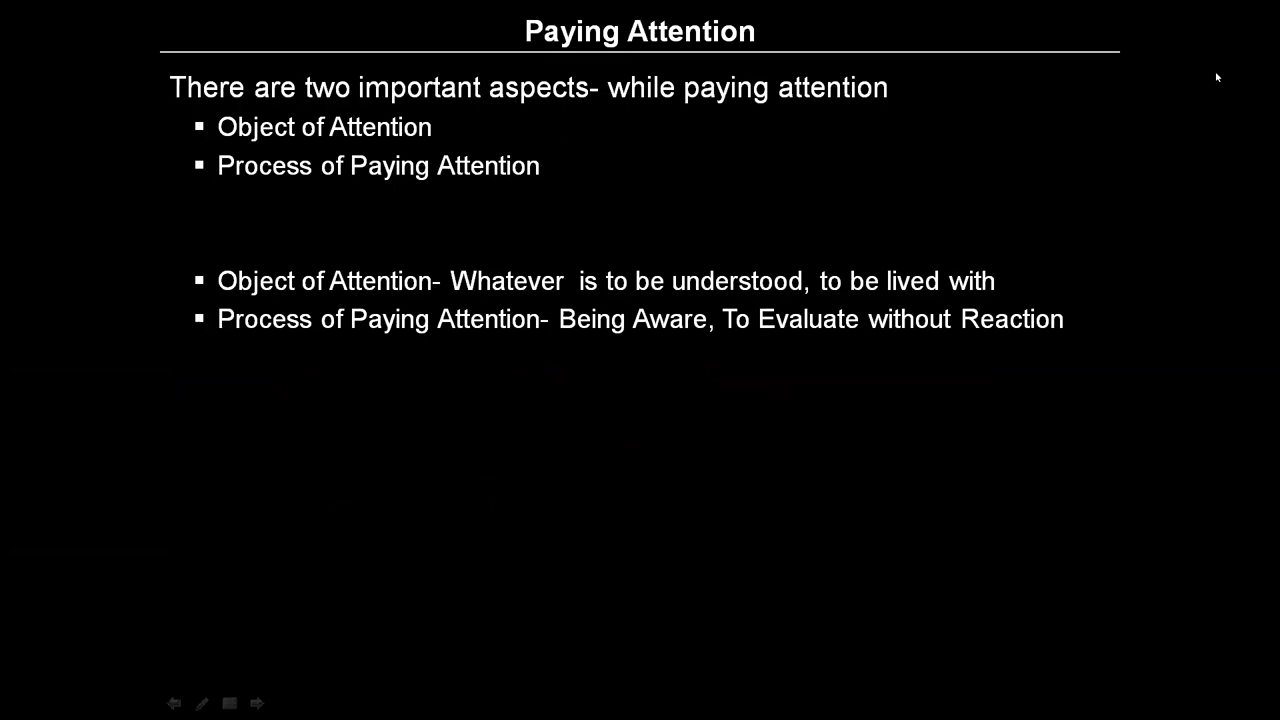 Paying Attention
There are two important aspects- while paying attention
▪ Object of Attention
▪ Process of Paying Attention
▪ Object of Attention- Whatever is to be understood, to be lived with
▪ Process of Paying Attention- Being Aware, To Evaluate without Reaction